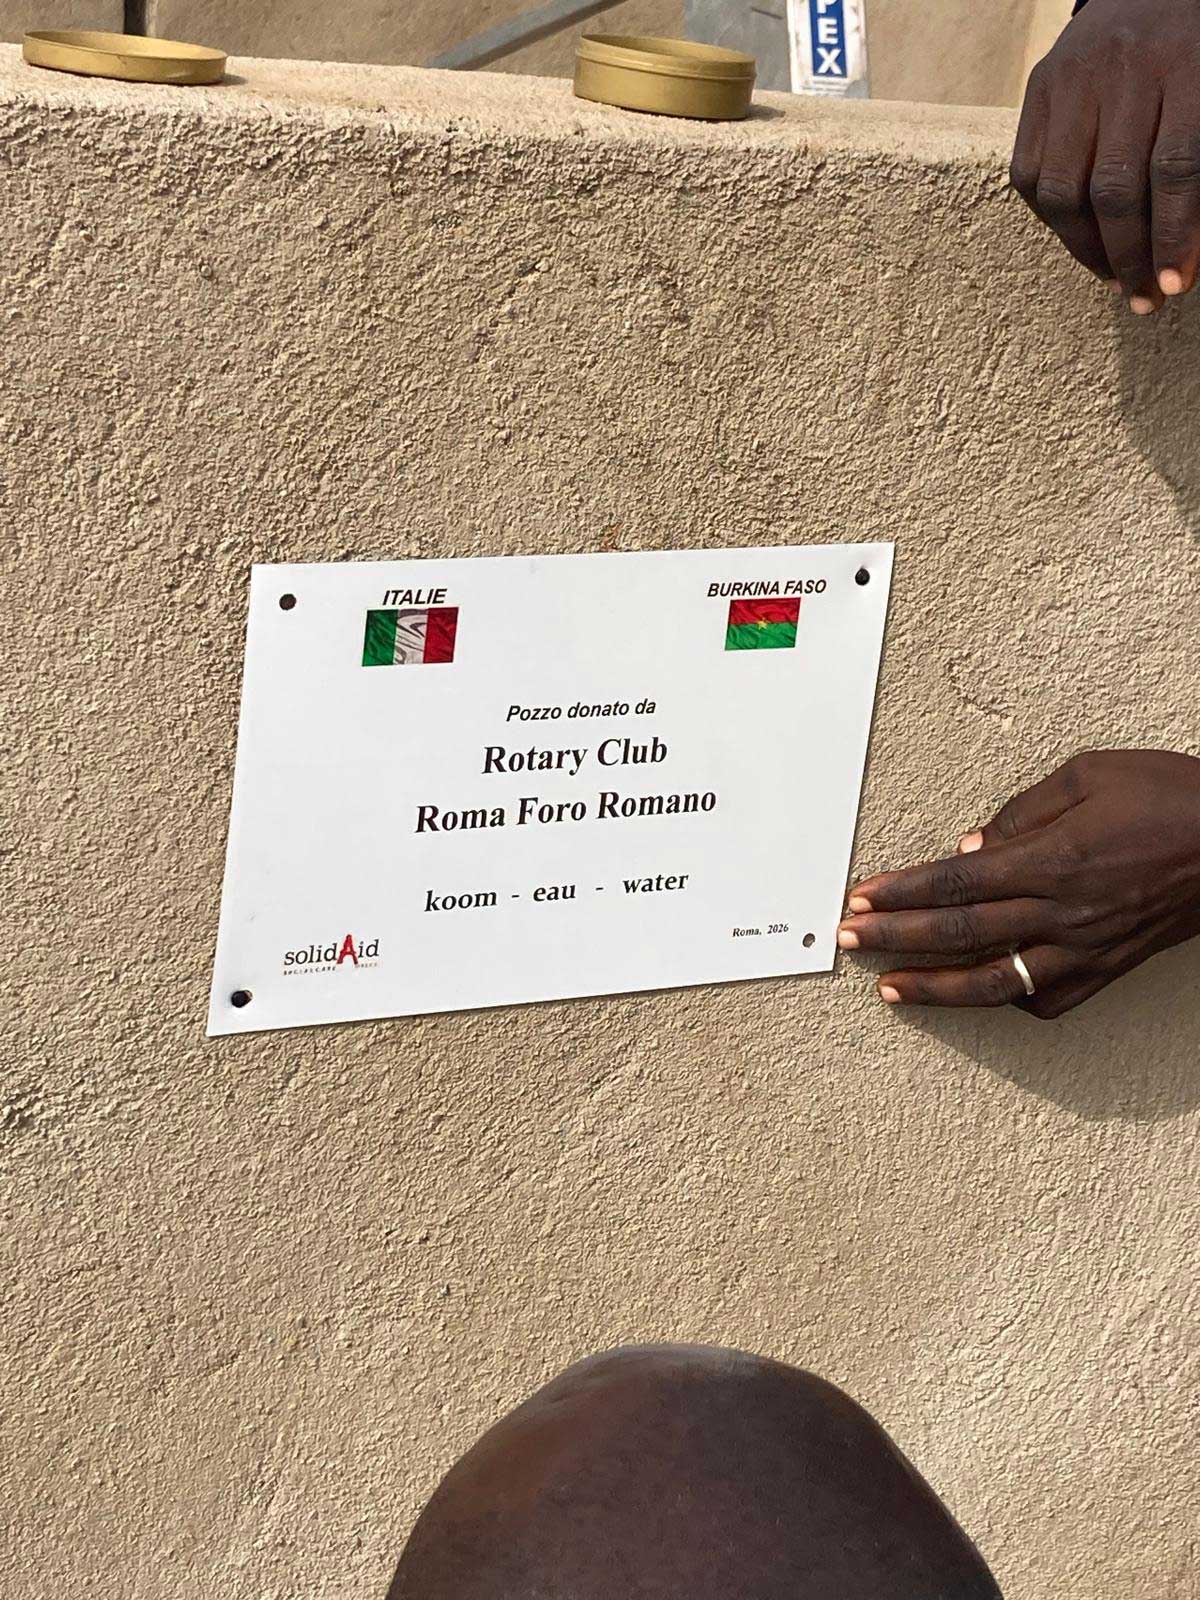 PEX
ITALIE
BURKINA FASO
Pozzo donato da
Rotary Club
Roma Foro Romano
koom - eau - water
Roma, 2026
solidAid